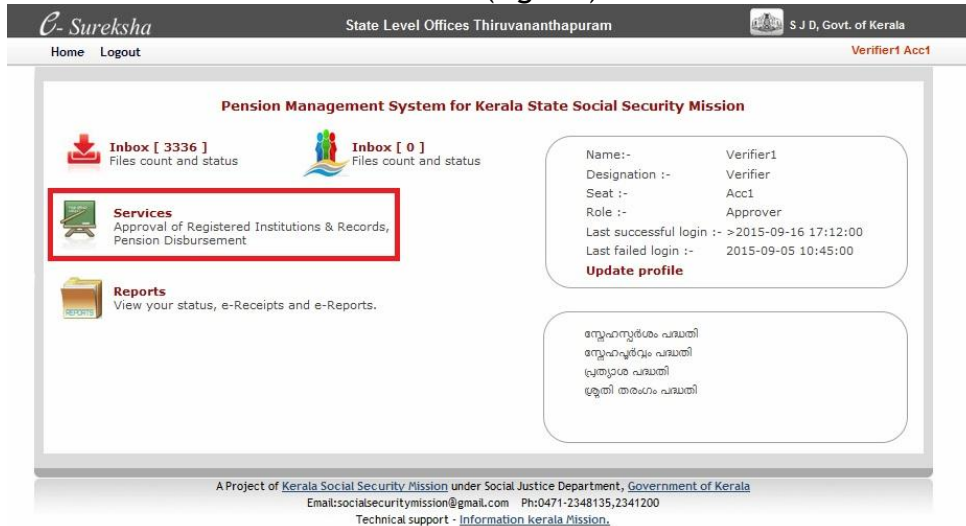 e- Sureksha
State Level Offices Thiruvananthapuram
S J D, Govt. of Kerala
Home Logout
Verifier1 Acc1
Pension Management System for Kerala State Social Security Mission
Inbox [ 3336 ]
Files count and status
Inbox [ 0 ]
Files count and status
Services
Approval of Registered Institutions & Records,
Pension Disbursement
REPORTS
Reports
View your status, e-Receipts and e-Reports.
Name:- Verifier1
Designation :- Verifier
Seat :- Acc1
Role :- Approver
Last successful login :- >2015-09-16 17:12:00
Last failed login :- 2015-09-05 10:45:00
Update profile
സ്നേഹസ്പർശം പദ്ധതി
സ്നേഹപൂർവ്വം പദ്ധതി
പ്രത്യാശ പദ്ധതി
ശ്രുതി തരംഗം പദ്ധതി
A Project of Kerala Social Security Mission under Social Justice Department, Government of Kerala
Email:socialsecuritymission@gmail.com Ph:0471-2348135,2341200
Technical support - Information kerala Mission.